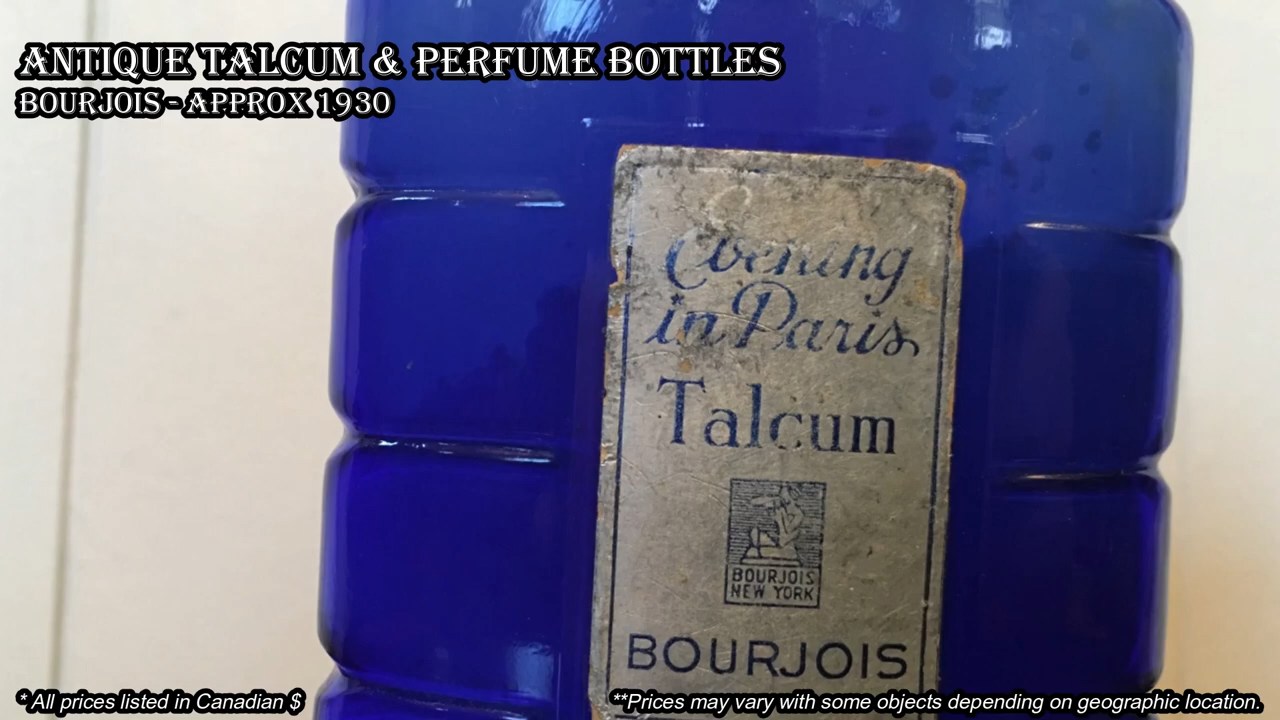 ANTIQUE TALCUM & PERFUME BOTTLES
BOURJOIS - APPROX 1930
Evening
in Paris
Talcum
BOURJOIS
NEW YORK
BOURJOIS
* All prices listed in Canadian $
**Prices may vary with some objects depending on geographic location.